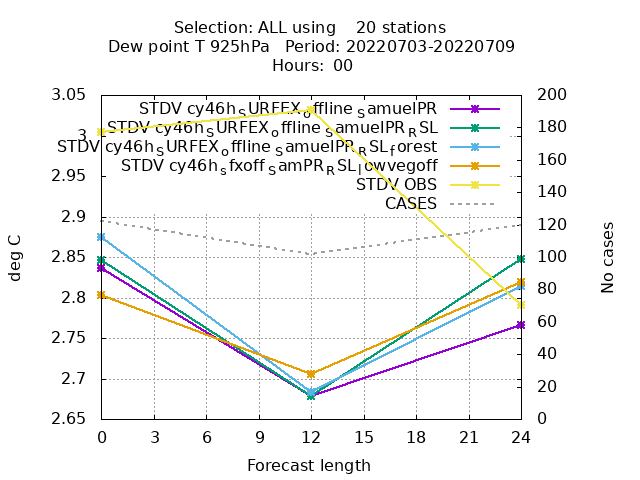 Selection: ALL using 20 stations
Dew point T 925hPa Period: 20220703-20220709
Hours: 00
3.05
3
2.95
2.9
2.85
2.8
2.75
2.7
2.65
deg C
STDV cy46h_SURFEX_offline_SamuelPR
STDV cy46h_SURFEX_offline_SamuelPR_RSL
STDV cy46h_SURFEX_offline_SamuelPR_RSL_forest
STDV cy46h_sfxoff_SamPR_RSL_lowvegoff
STDV OBS
CASES
200
180
160
140
120
100
80
60
40
20
0
No cases
0 3 6 9 12 15 18 21 24
Forecast length